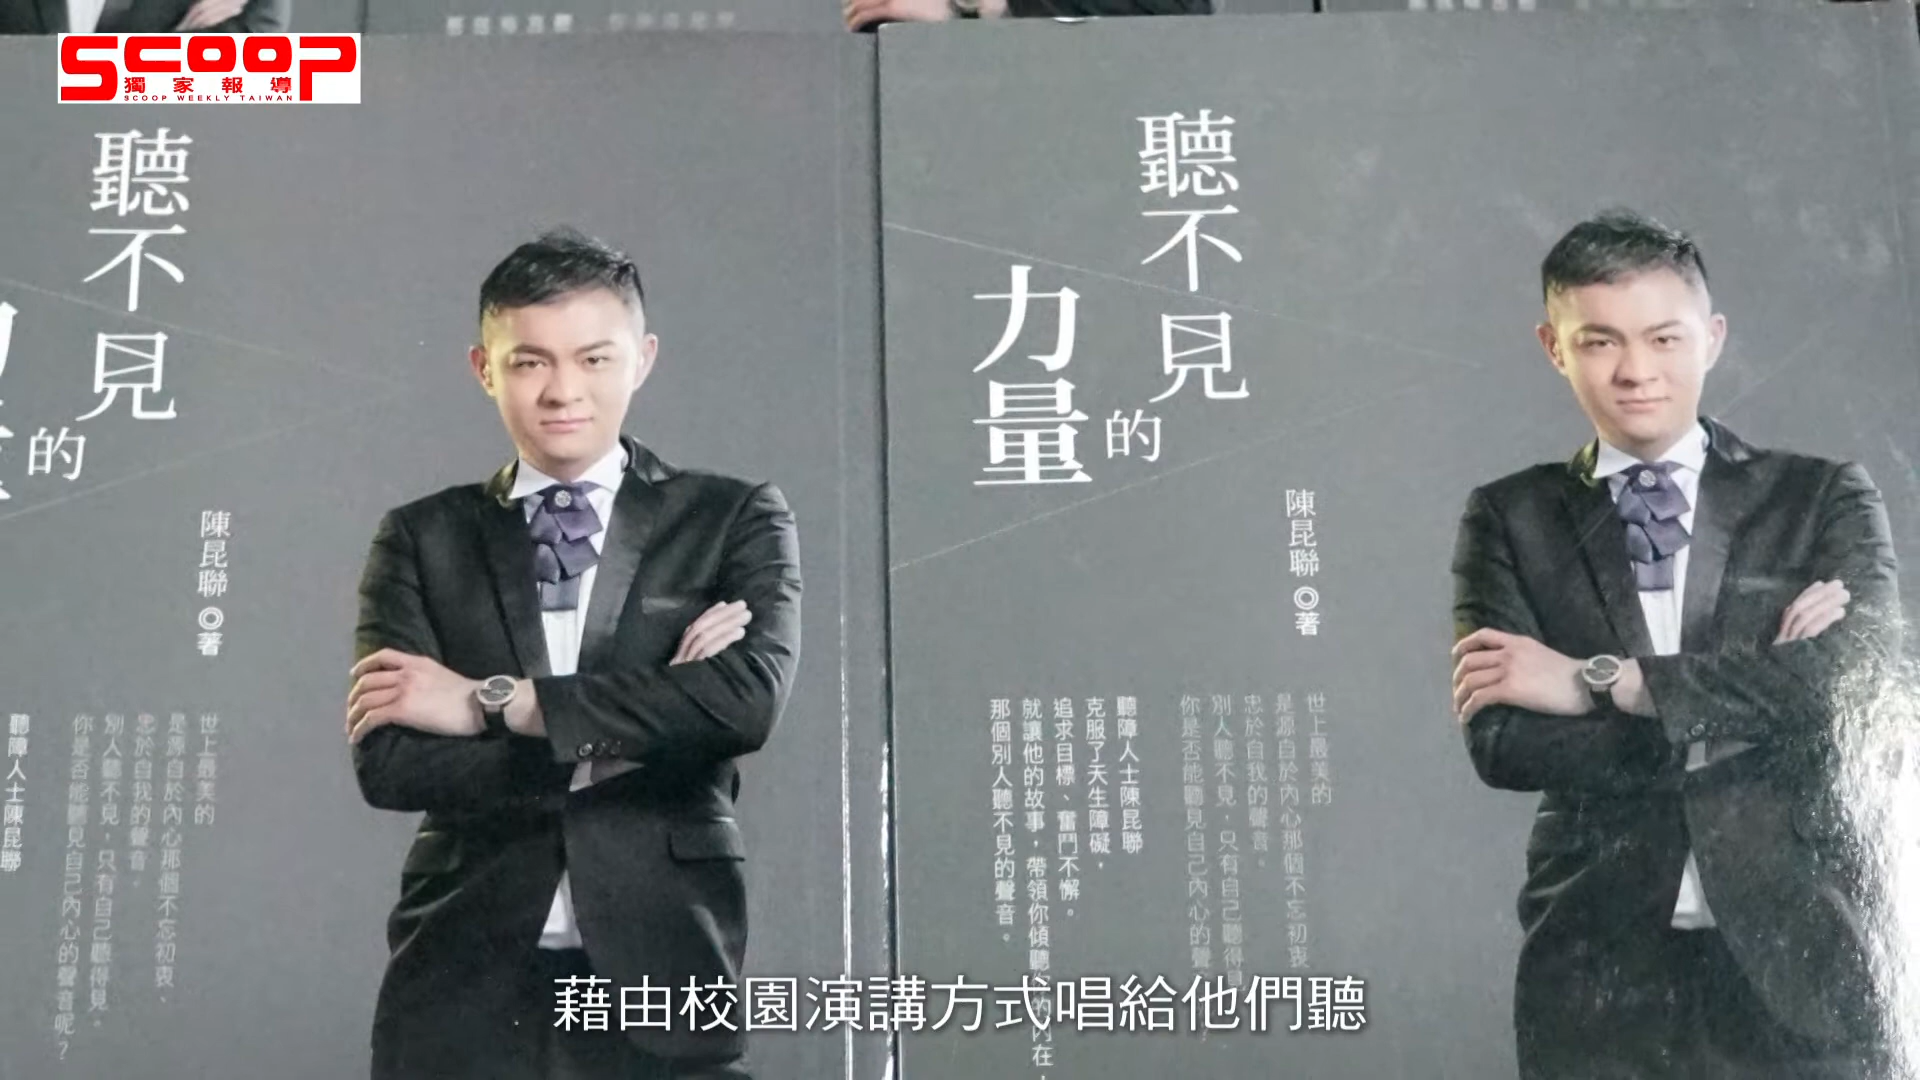 SCOOP
獨家報導
SCOOP WEEKLY TAIWAN
聽不見
的
陳昆聯◎著
世上最美的
是源自於內心那個不忘初衷、
忠於自我的聲音。
別人聽不見，只有自己聽得見。
你是否能聽見自己內心的聲音呢？
聽障人士陳昆聯
聽不見
的
力量
陳昆聯◎著
世上最美的
是源自於內心那個不忘初衷
忠於自我的聲音。
別人聽不見，只有自己聽得見
你是否能聽見自己內心的聲
聽障人士陳昆聯
克服了天生障礙，
追求目標、奮鬥不懈。
就讓他的故事，帶領你傾聽你的內在，
那個別人聽不見的聲音。
藉由校園演講方式唱給他們聽